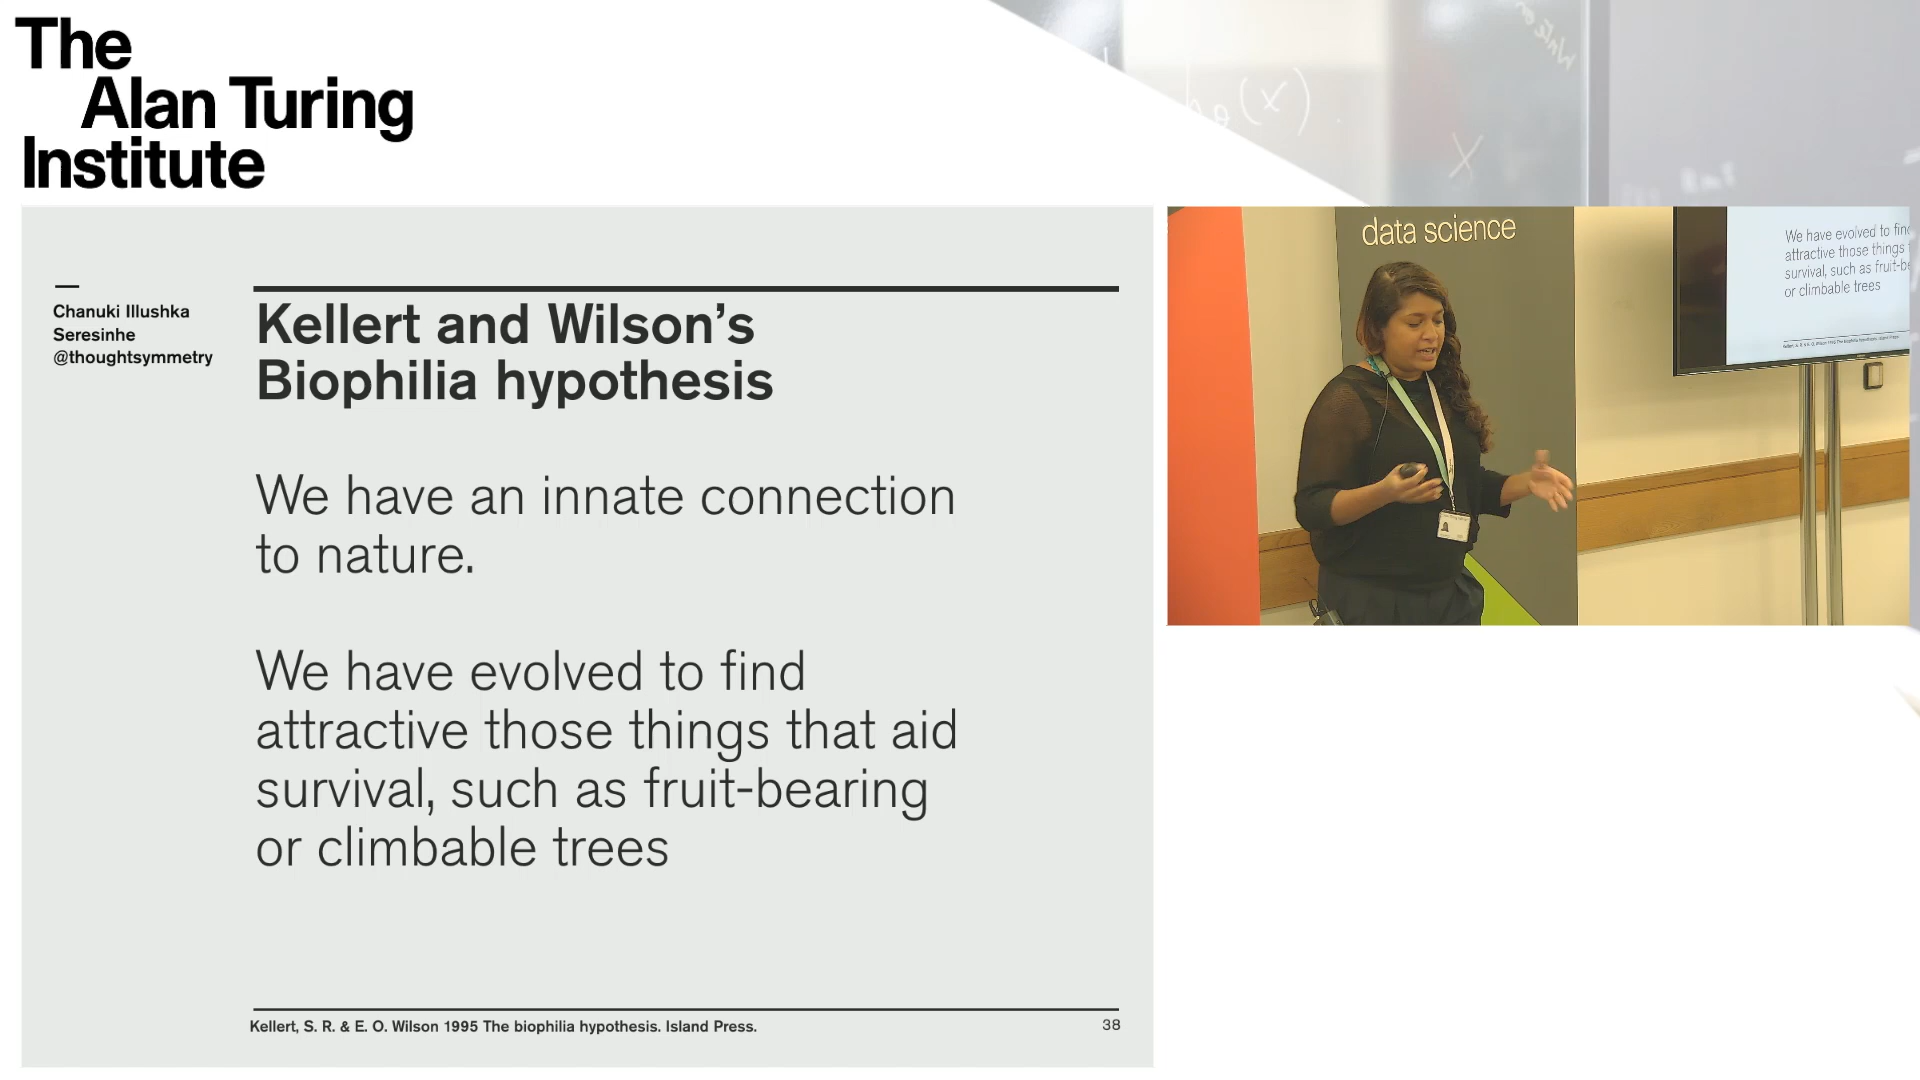 The
Alan Turing
Institute
Chanuki Illushka
Seresinhe
@thoughtsymmetry
Kellert and Wilson’s
Biophilia hypothesis
We have an innate connection
to nature.
We have evolved to find
attractive those things that aid
survival, such as fruit-bearing
or climbable trees
Kellert, S. R. & E. O. Wilson 1995 The biophilia hypothesis. Island Press.
38
data science
We have evolved to find
attractive those things
survival, such as fruit-be
or climbable trees